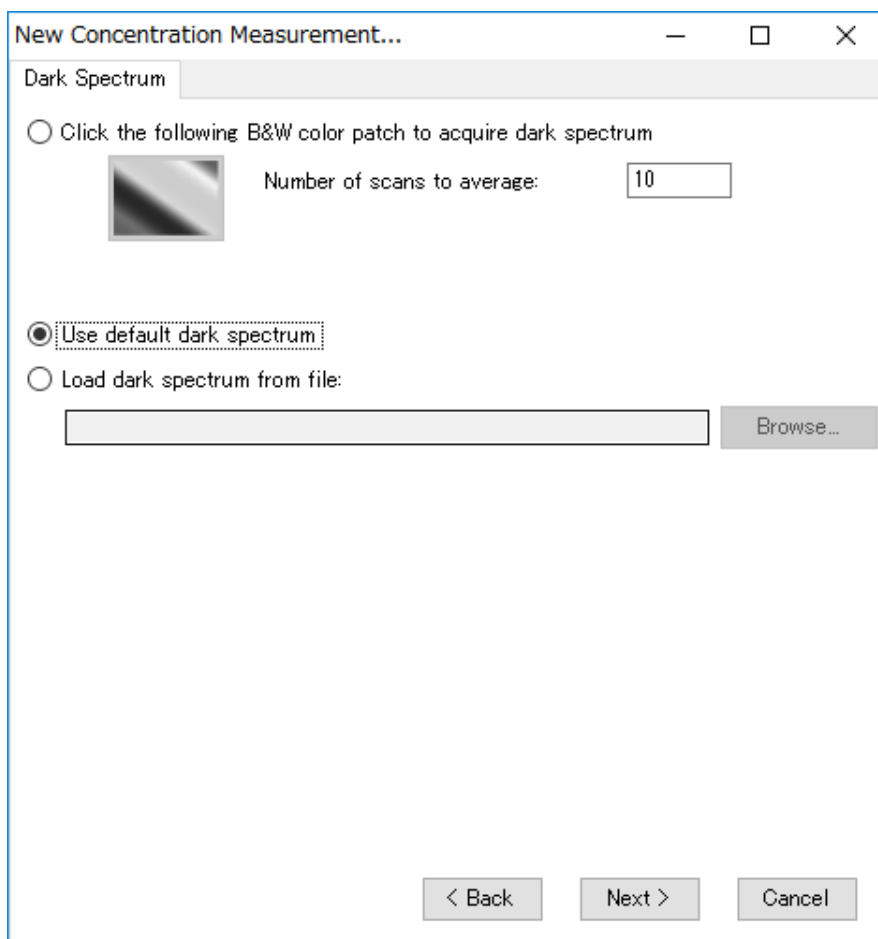 New Concentration Measurement...
Dark Spectrum
Click the following B&W color patch to acquire dark spectrum
Number of scans to average: 10
Use default dark spectrum
Load dark spectrum from file:
Browse...
< Back Next > Cancel